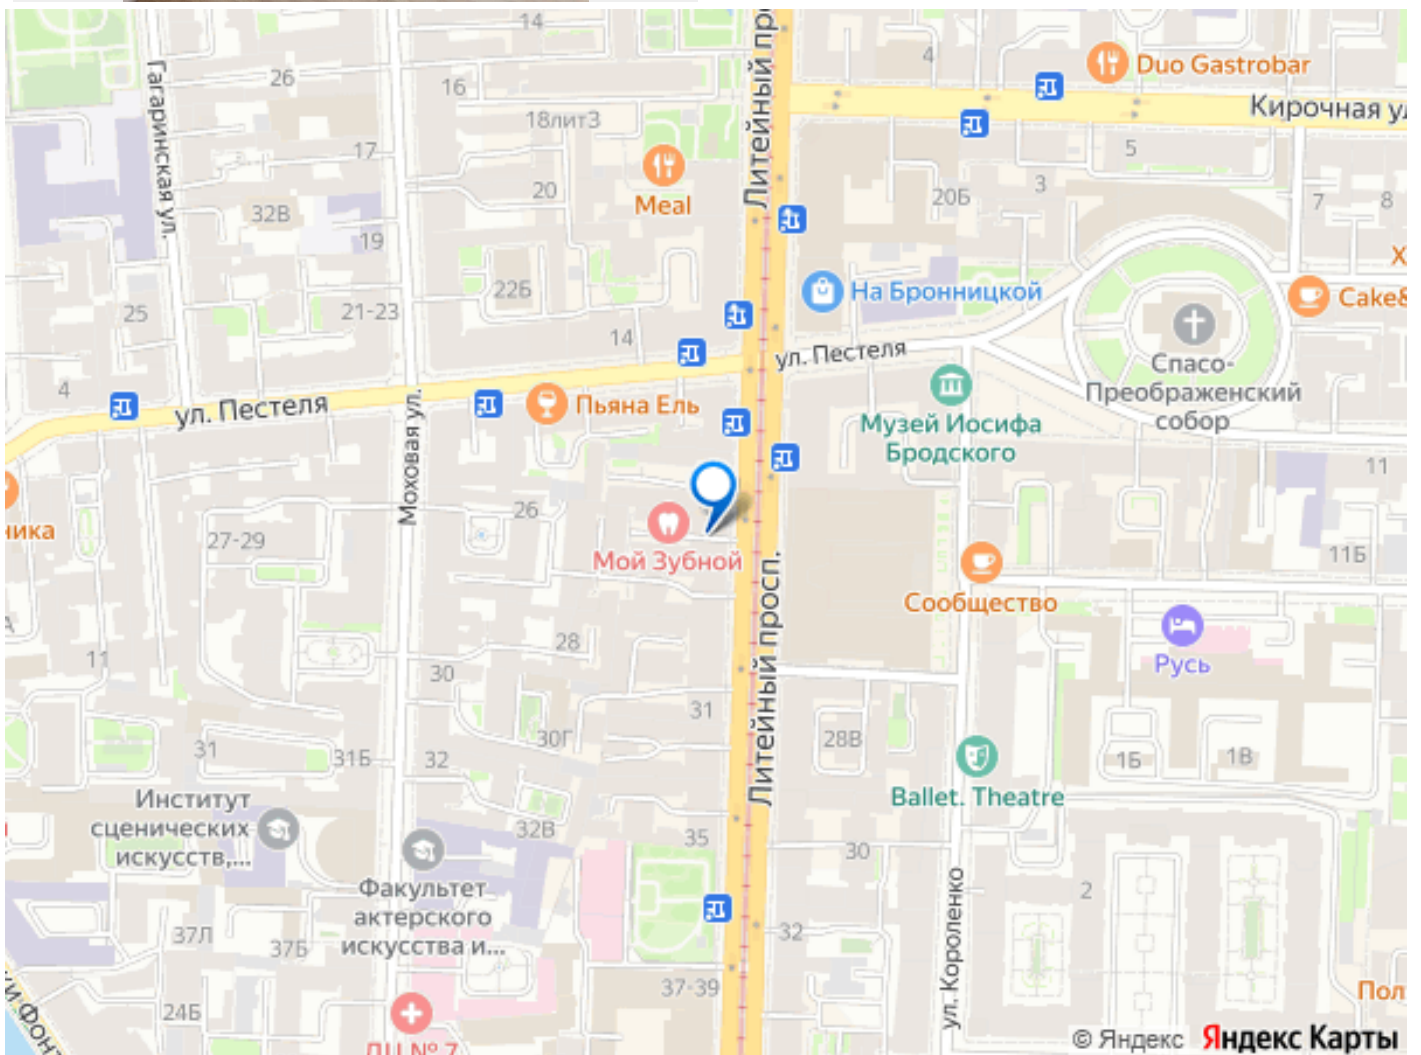 14
Литейный пр
4
Duo Gastrobar
26
16
Гагаринская ул.
Кирочная ул
18лит3
17
5
Meal
20
20Б
3
7
8
32В
19
Х
22Б
На Бронницкой
Cake&
25
21-23
14
ул. Пестеля
Спасо-
Преображенский
собор
4
ул. Пестеля
Пьяна Ель
Музей Иосифа
Бродского
Моховая ул.
11
ника
26
27-29
Мой Зубной
11Б
Сообщество
28
Литейный просп.
Русь
11
30
31
31
31Б
32
30Г
28В
1Б
1В
Ballet. Theatre
Институт
сценических
искусств,...
32В
35
30
Факультет
актерского
искусства и...
2
ул. Короленко
37Л
37Б
32
37-39
24Б
Пол
© Яндекс Яндекс Карты